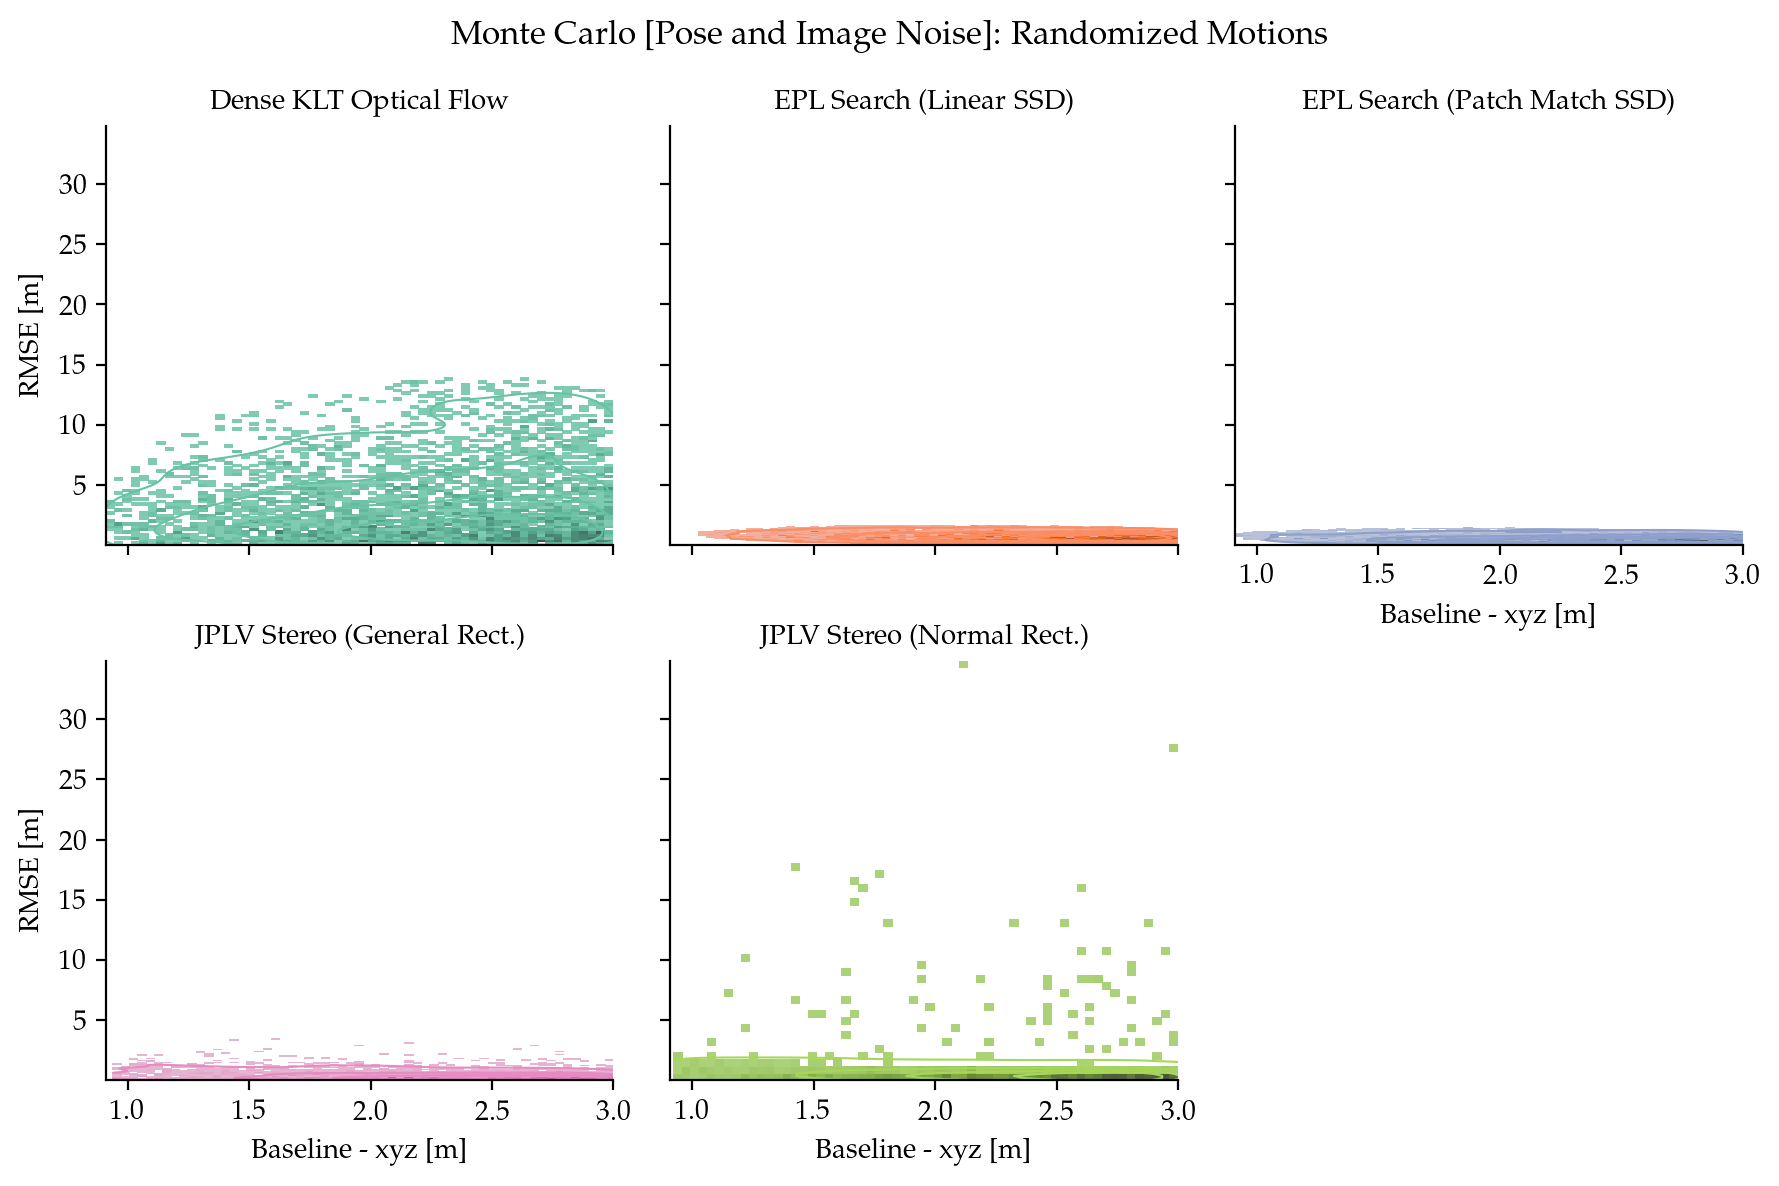 Monte Carlo [Pose and Image Noise]: Randomized Motions
Dense KLT Optical Flow
EPL Search (Linear SSD)
EPL Search (Patch Match SSD)
30
25
20
15
10
5
RMSE [m]
1.0 1.5 2.0 2.5 3.0
Baseline - xyz [m]
JPLV Stereo (General Rect.)
JPLV Stereo (Normal Rect.)
30
25
20
15
10
5
RMSE [m]
1.0 1.5 2.0 2.5 3.0
Baseline - xyz [m]
1.0 1.5 2.0 2.5 3.0
Baseline - xyz [m]